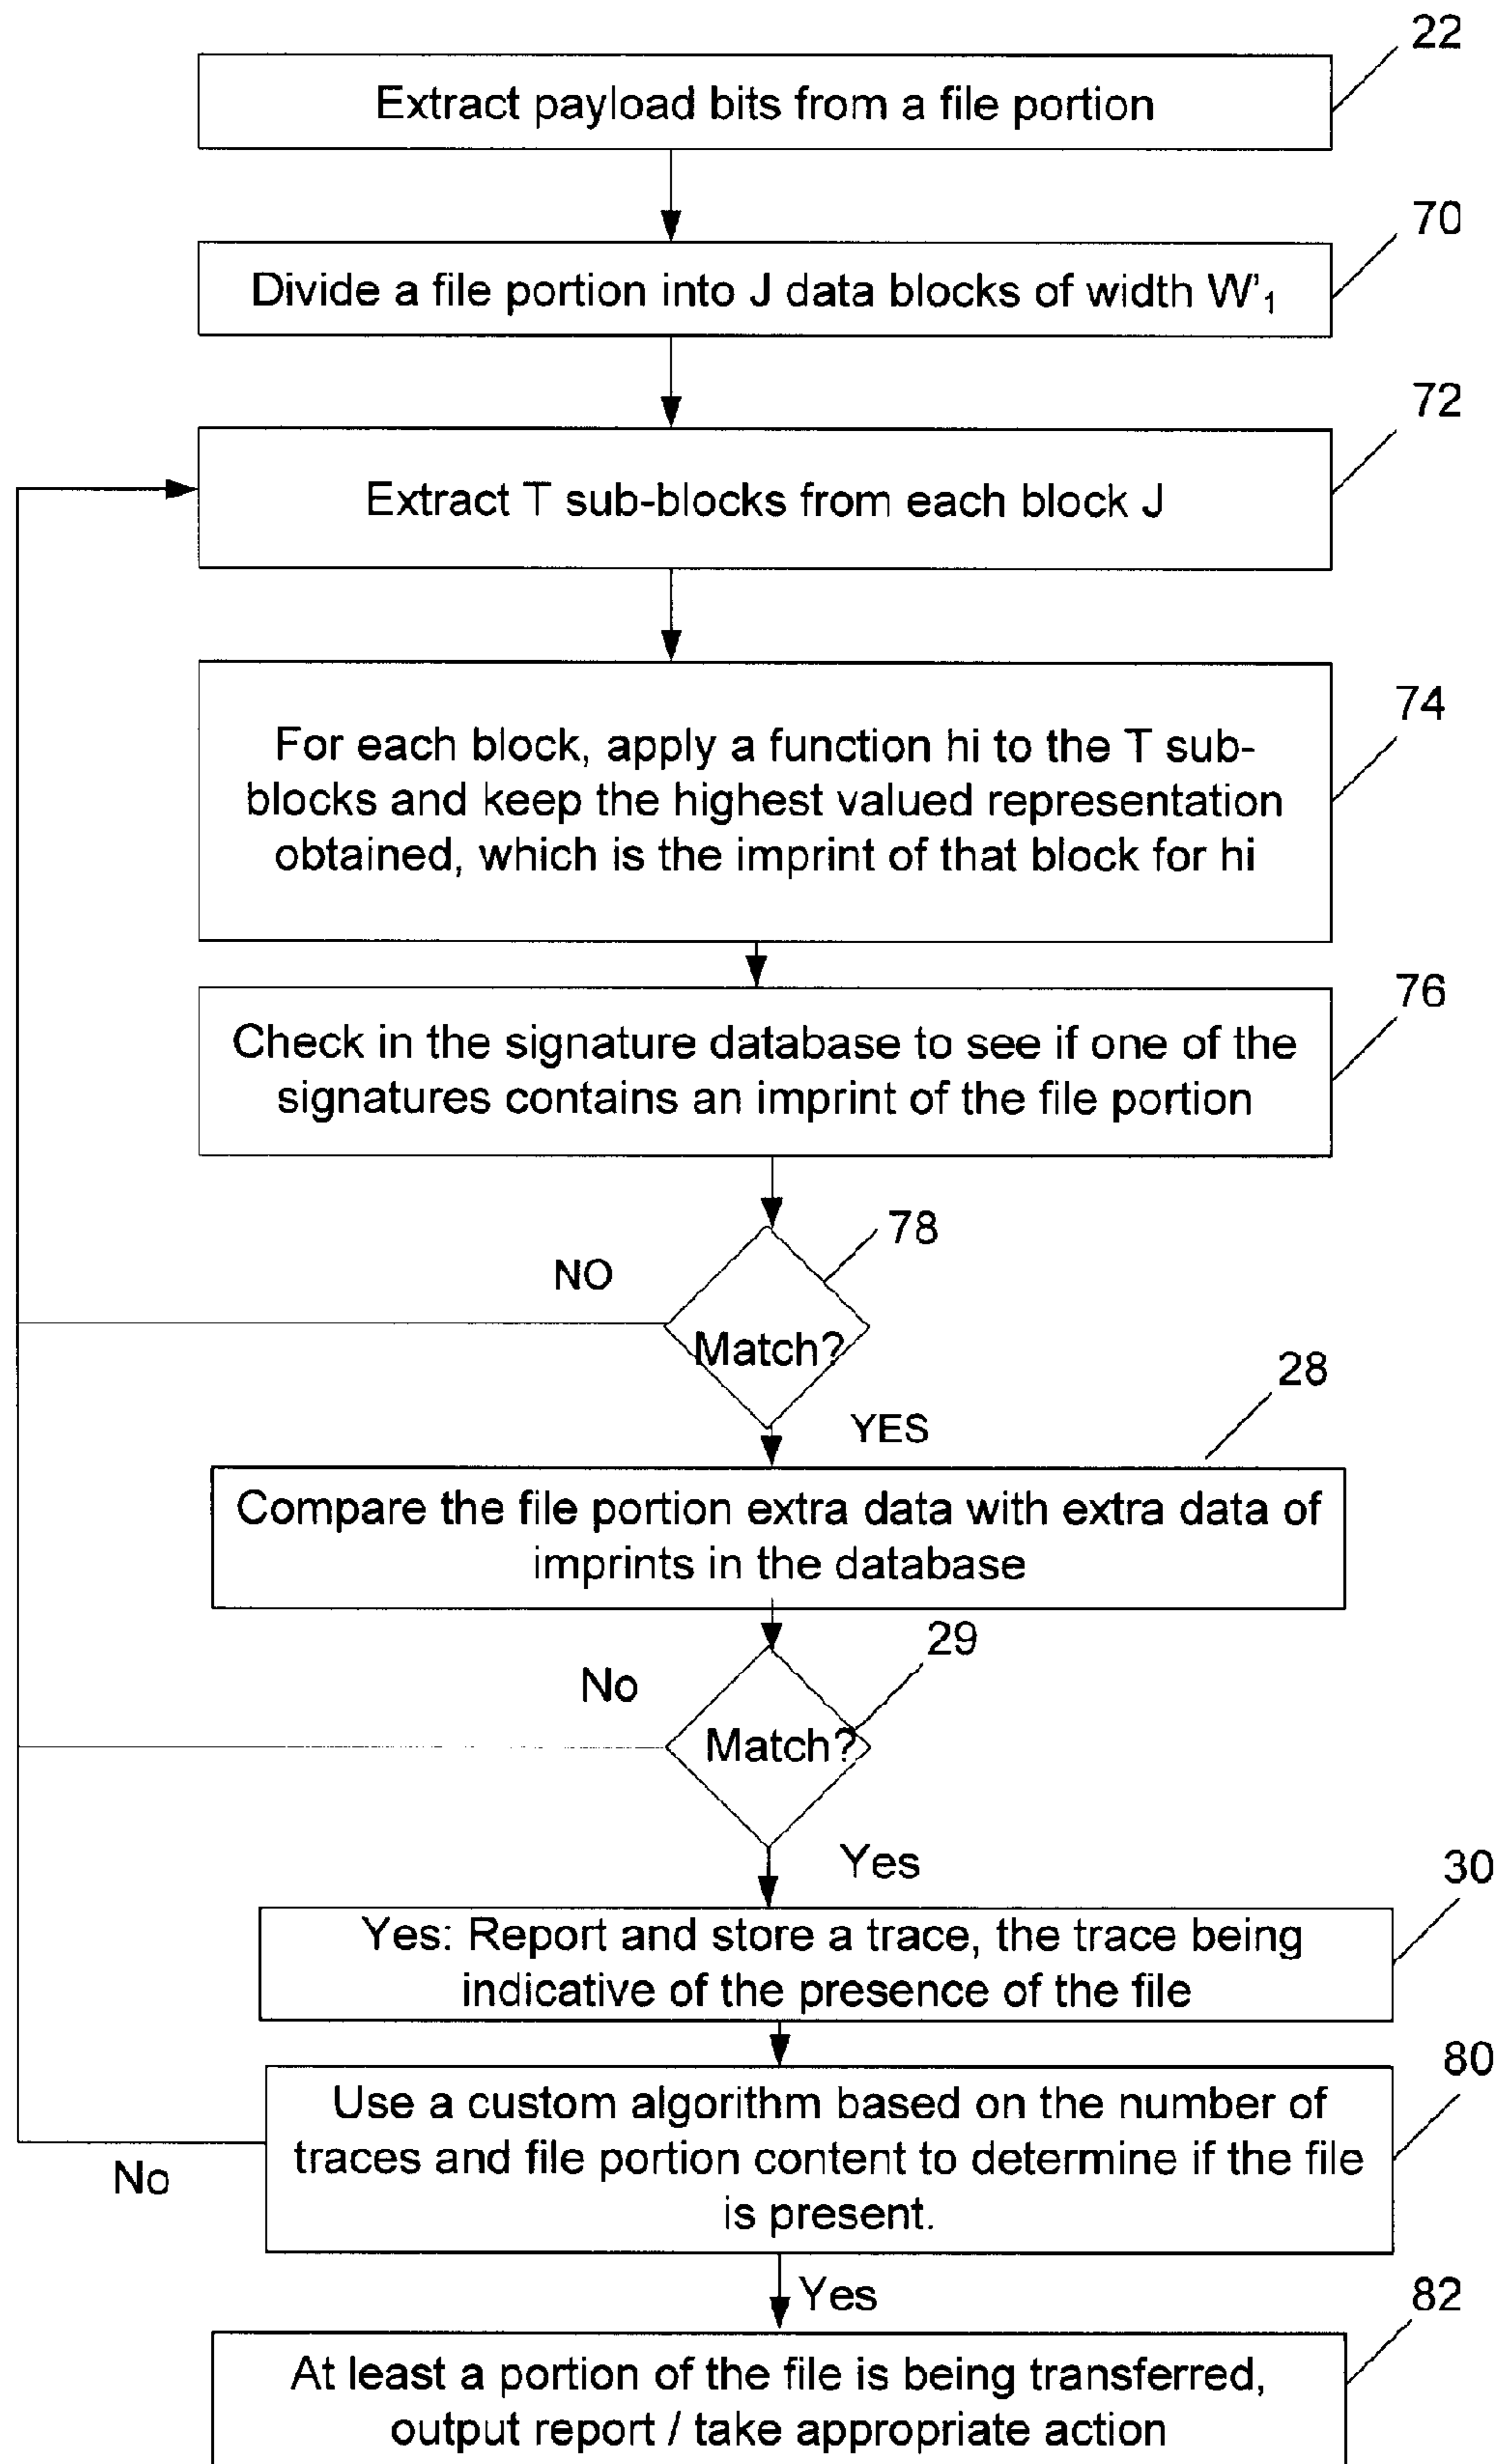 22
Extract payload bits from a file portion
70
Divide a file portion into J data blocks of width W'₁
72
Extract T sub-blocks from each block J
74
For each block, apply a function hi to the T sub-
blocks and keep the highest valued representation
obtained, which is the imprint of that block for hi
76
Check in the signature database to see if one of the
signatures contains an imprint of the file portion
78
NO
Match?
28
YES
Compare the file portion extra data with extra data of
imprints in the database
29
No
Match?
Yes
30
Yes: Report and store a trace, the trace being
indicative of the presence of the file
80
Use a custom algorithm based on the number of
traces and file portion content to determine if the file
is present.
No
Yes
82
At least a portion of the file is being transferred,
output report / take appropriate action